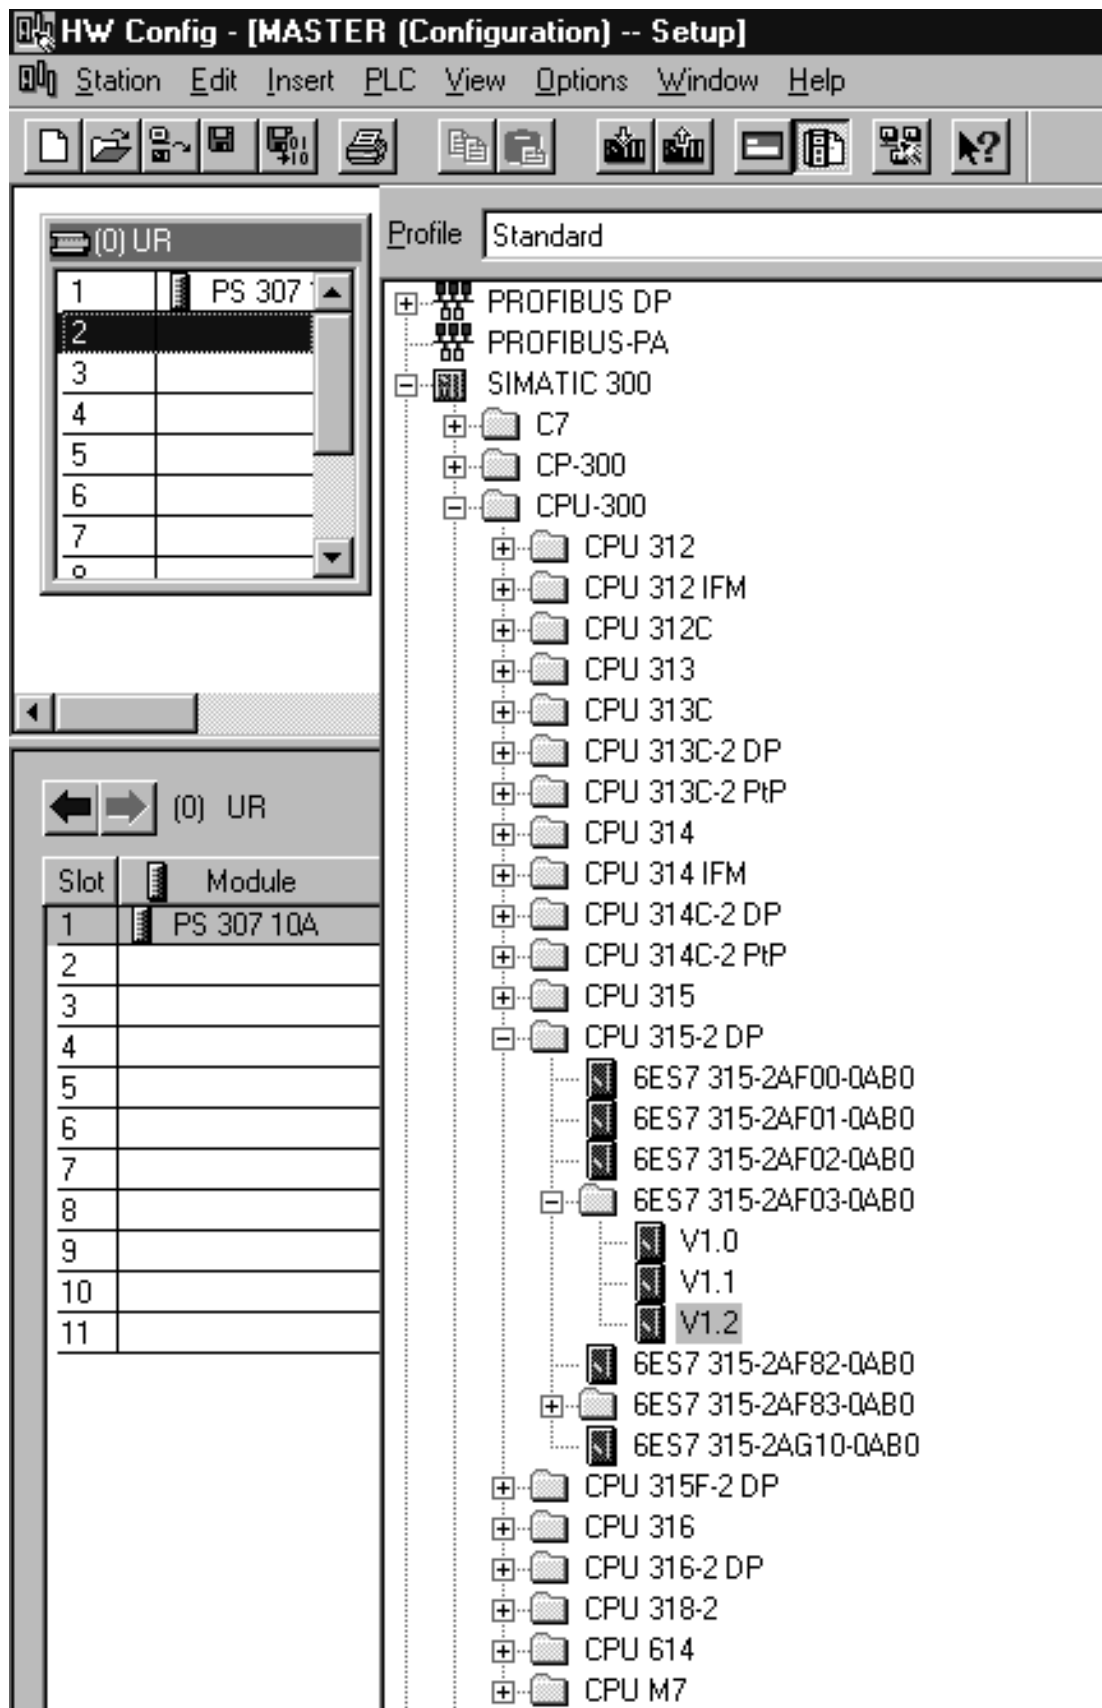 HW Config - [MASTER (Configuration) -- Setup]
Station Edit Insert PLC View Options Window Help
(0) UR
1 PS 307
2
3
4
5
6
7
Profile Standard
PROFIBUS DP
PROFIBUS-PA
SIMATIC 300
C7
CP-300
CPU-300
CPU 312
CPU 312 IFM
CPU 312C
CPU 313
CPU 313C
CPU 313C-2 DP
CPU 313C-2 PtP
CPU 314
CPU 314 IFM
CPU 314C-2 DP
CPU 314C-2 PtP
CPU 315
CPU 315-2 DP
6ES7 315-2AF00-0AB0
6ES7 315-2AF01-0AB0
6ES7 315-2AF02-0AB0
6ES7 315-2AF03-0AB0
V1.0
V1.1
V1.2
6ES7 315-2AF82-0AB0
6ES7 315-2AF83-0AB0
6ES7 315-2AG10-0AB0
CPU 315F-2 DP
CPU 316
CPU 316-2 DP
CPU 318-2
CPU 614
CPU M7
(0) UR
Slot Module
1 PS 307 10A
2
3
4
5
6
7
8
9
10
11